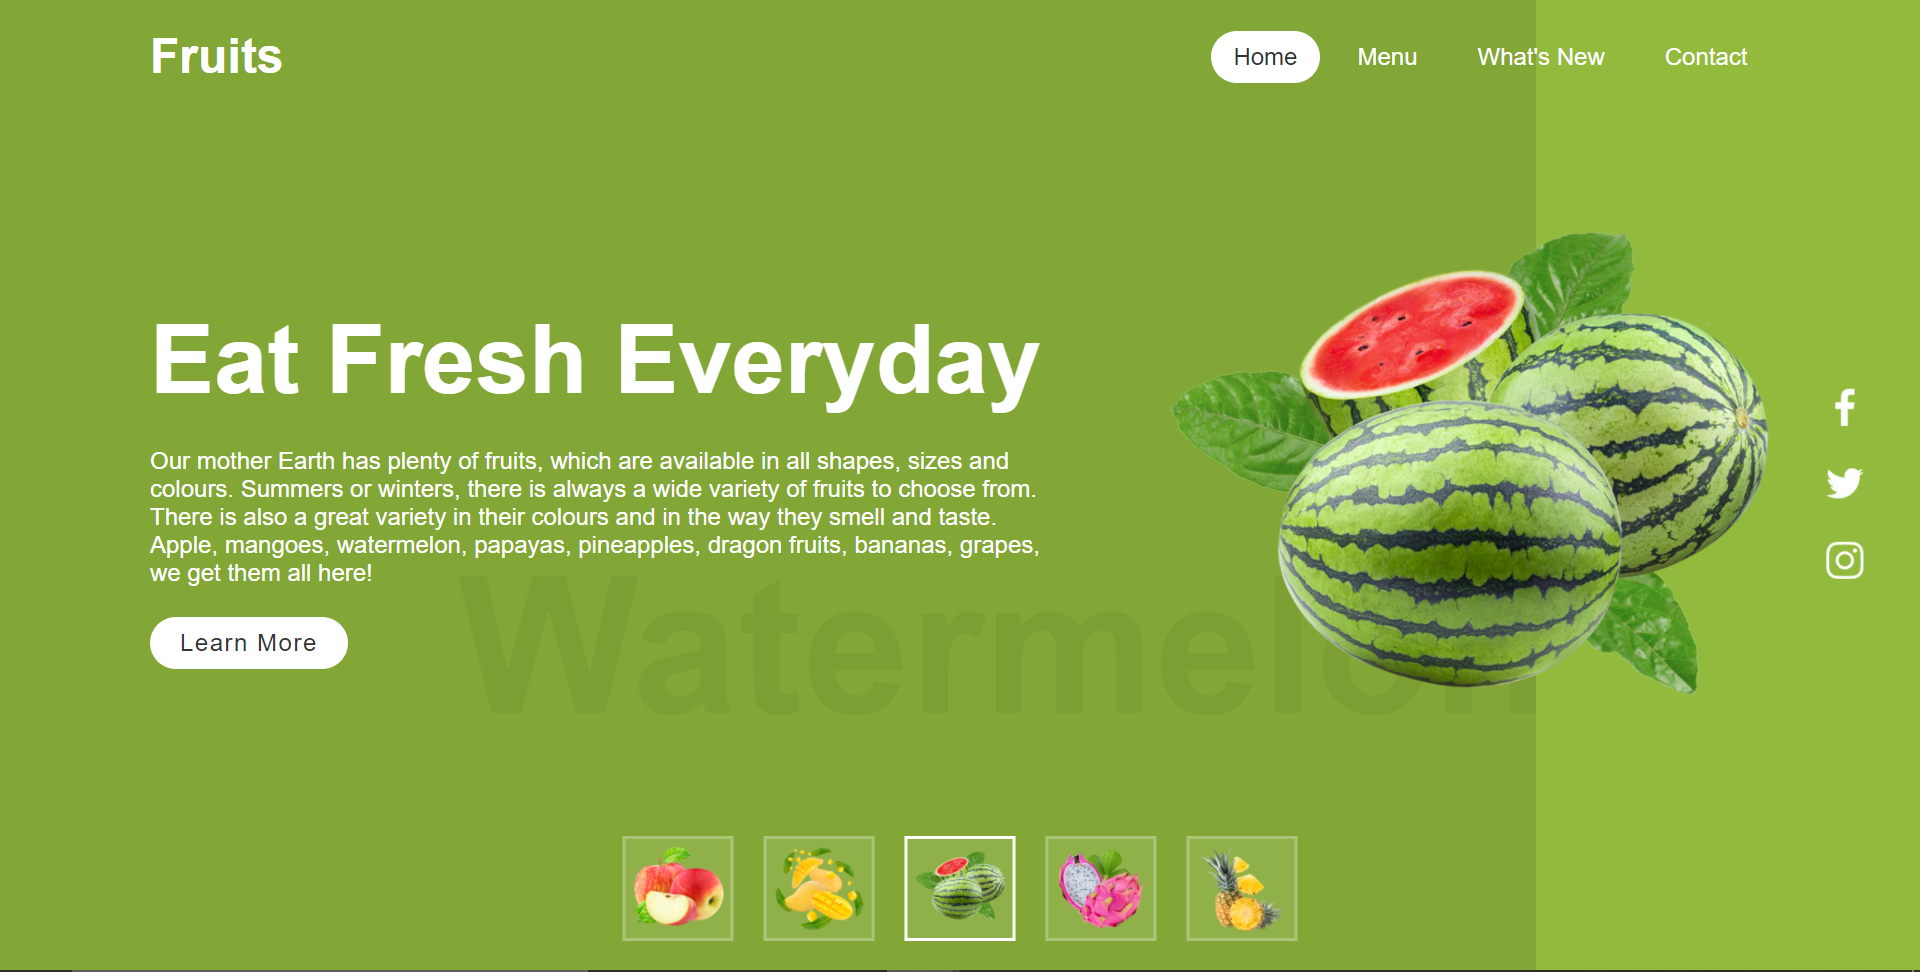 Fruits
Home Menu What's New Contact
Eat Fresh Everyday
Our mother Earth has plenty of fruits, which are available in all shapes, sizes and
colours. Summers or winters, there is always a wide variety of fruits to choose from.
There is also a great variety in their colours and in the way they smell and taste.
Apple, mangoes, watermelon, papayas, pineapples, dragon fruits, bananas, grapes,
we get them all here!
Watermelon
Learn More